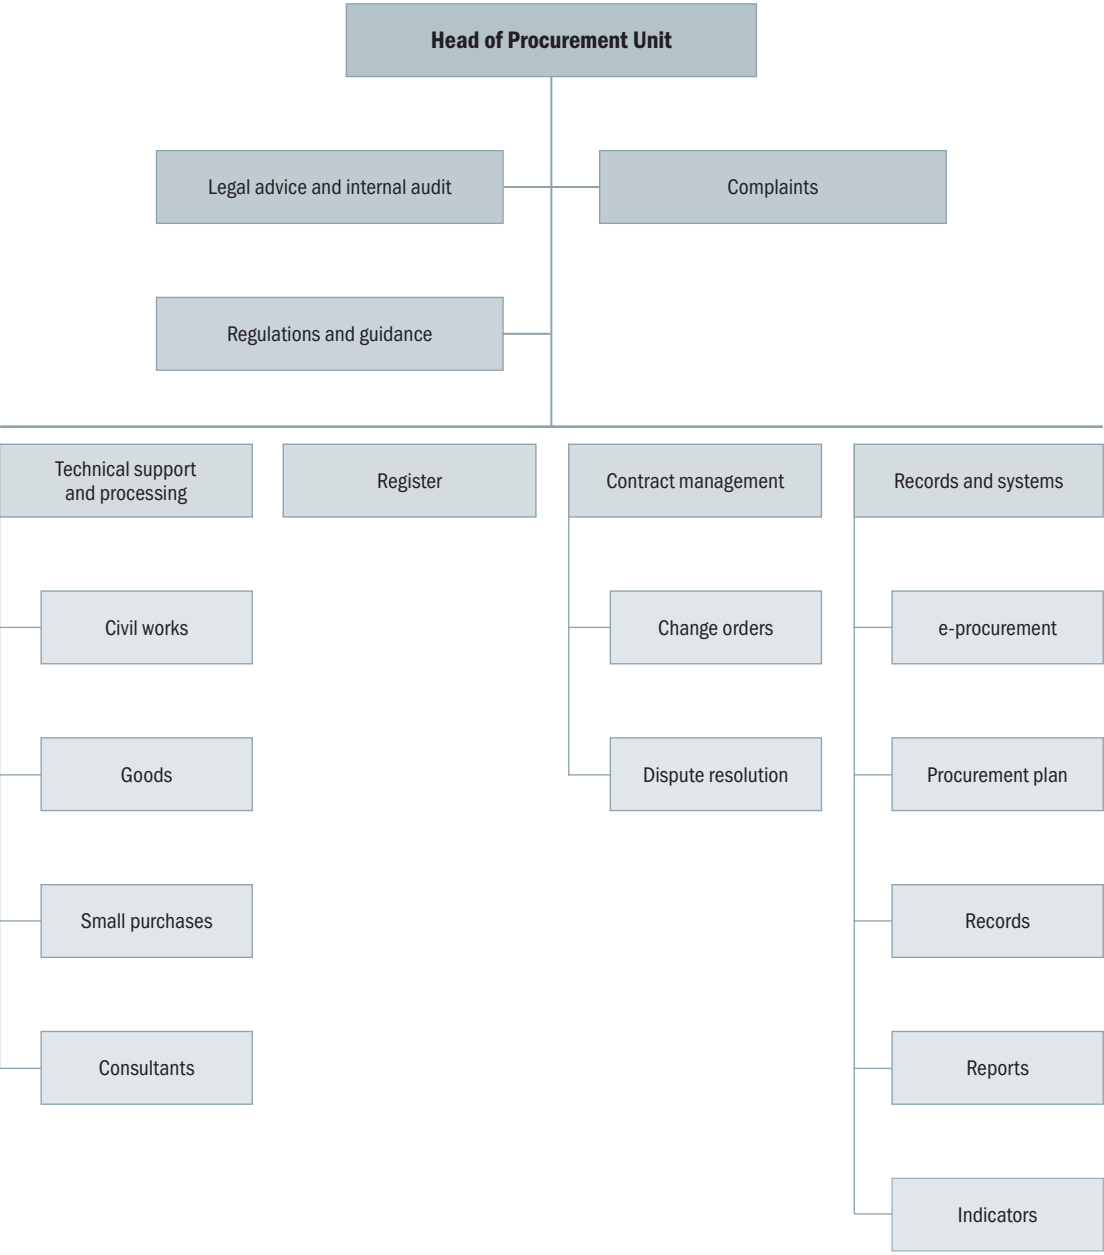 Head of Procurement Unit
Legal advice and internal audit
Complaints
Regulations and guidance
Technical support
and processing
Register
Contract management
Records and systems
Civil works
Change orders
e-procurement
Goods
Dispute resolution
Procurement plan
Small purchases
Records
Consultants
Reports
Indicators